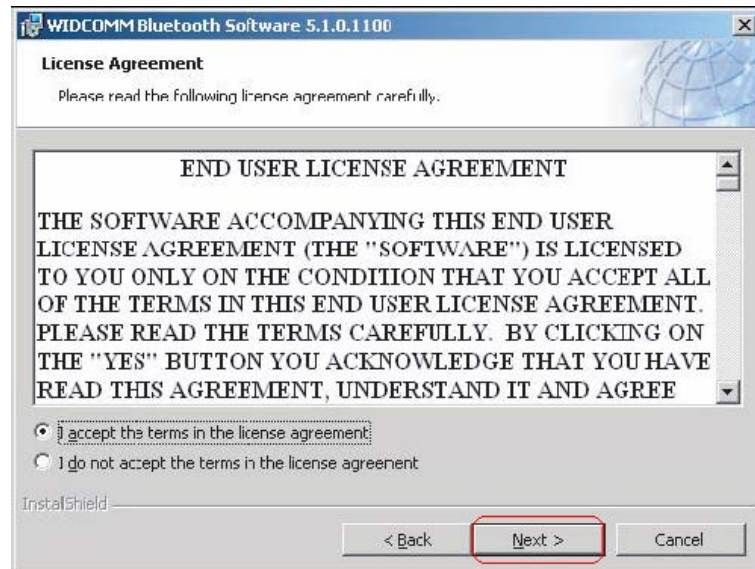 WIDCOMM Bluetooth Software 5.1.0.1100
License Agreement
Please read the following license agreement carefully.
END USER LICENSE AGREEMENT
THE SOFTWARE ACCOMPANYING THIS END USER
LICENSE AGREEMENT (THE "SOFTWARE") IS LICENSED
TO YOU ONLY ON THE CONDITION THAT YOU ACCEPT ALL
OF THE TERMS IN THIS END USER LICENSE AGREEMENT.
PLEASE READ THE TERMS CAREFULLY. BY CLICKING ON
THE "YES" BUTTON YOU ACKNOWLEDGE THAT YOU HAVE
READ THIS AGREEMENT, UNDERSTAND IT AND AGREE
I accept the terms in the license agreement
I do not accept the terms in the license agreement
InstallShield
< Back
Next >
Cancel